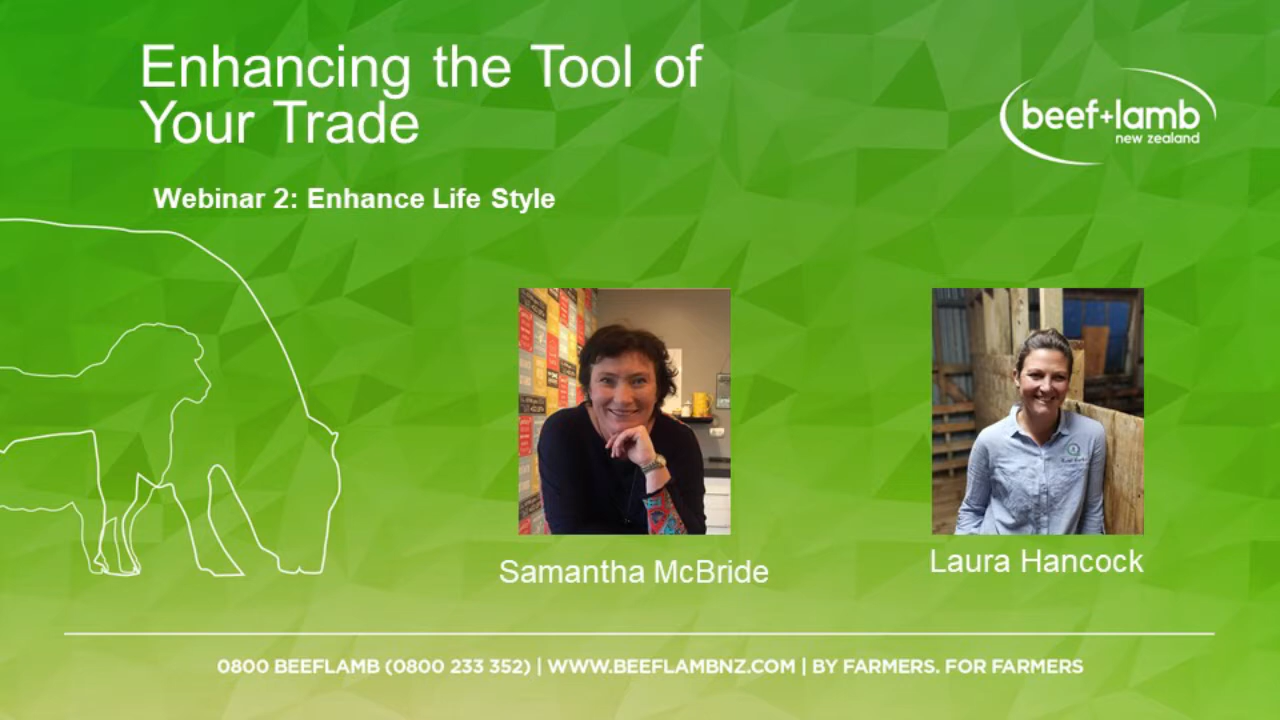 Enhancing the Tool of
Your Trade
beef+lamb
new zealand
Webinar 2: Enhance Life Style
Samantha McBride
Laura Hancock
0800 BEEFLAMB (0800 233 352) | WWW.BEEFLAMBNZ.COM | BY FARMERS. FOR FARMERS